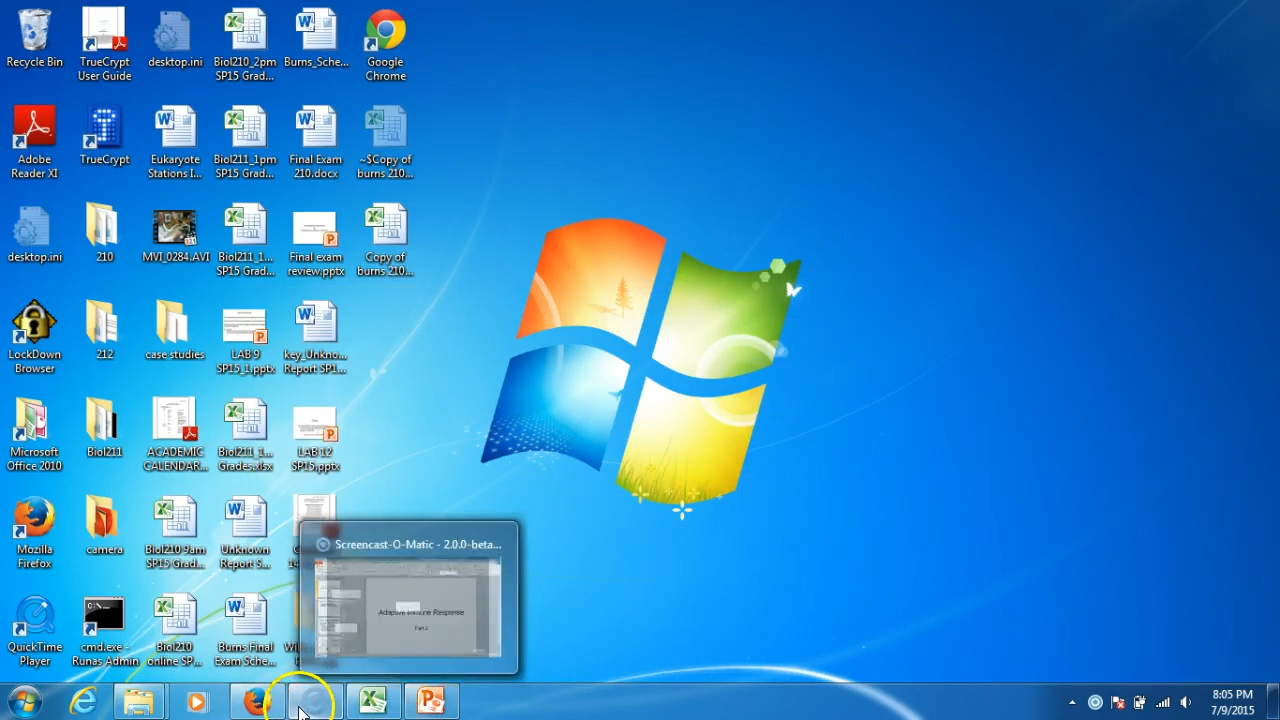 Recycle Bin
TrueCrypt
User Guide
desktop.ini
Biol210_2pm
SP15 Grad...
Burns_Sche...
Google
Chrome
Adobe
Reader XI
TrueCrypt
Eukaryote
Stations I...
Biol211_1pm
SP15 Grad...
Final Exam
210.docx
~$Copy of
burns 210...
desktop.ini
210
MVI_0284.AVI
Biol211_1...
SP15 Grad...
Final exam
review.pptx
Copy of
burns 210...
LockDown
Browser
212
case studies
LAB 9
SP15_1.pptx
key_Unkno...
Report SP1...
Microsoft
Office 2010
Biol211
ACADEMIC
CALENDAR...
Biol211_1...
Grades.xlsx
LAB 12
SP15.pptx
Mozilla
Firefox
camera
Biol210 9am
SP15 Grad...
Unknown
Report S...
Screencast-O-Matic - 2.0.0-beta...
Adaptive Immune Response
Part 2
QuickTime
Player
cmd.exe -
Runas Admin
Biol210
online SP...
Burns Final
Exam Sche...
8:05 PM
7/9/2015